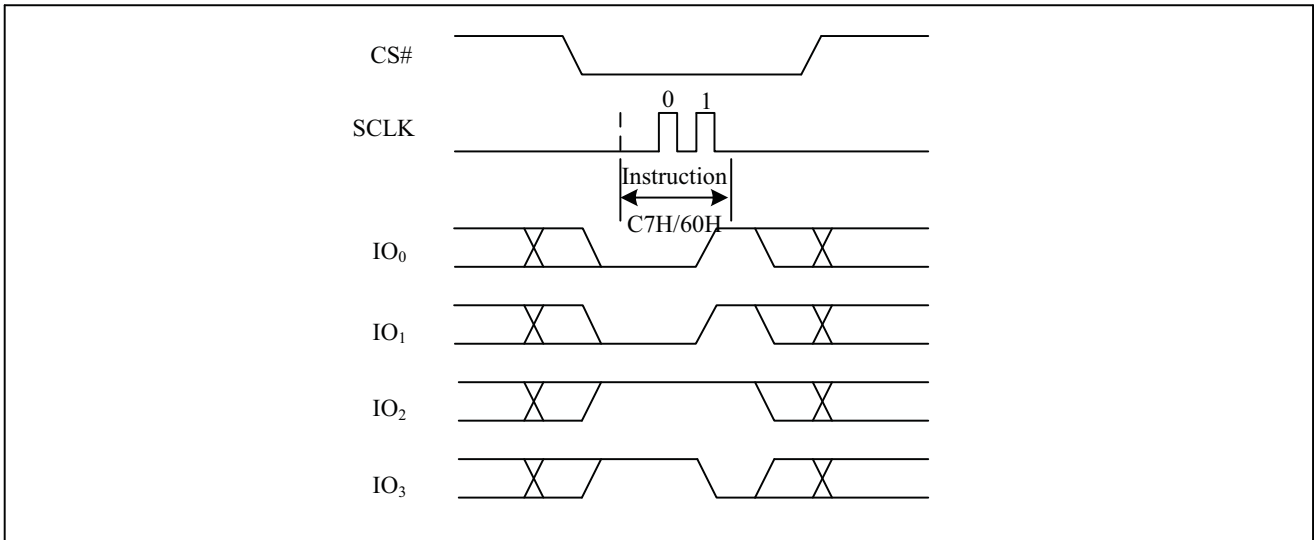 CS#
0 1
SCLK
Instruction
C7H/60H
IO0
IO1
IO2
IO3